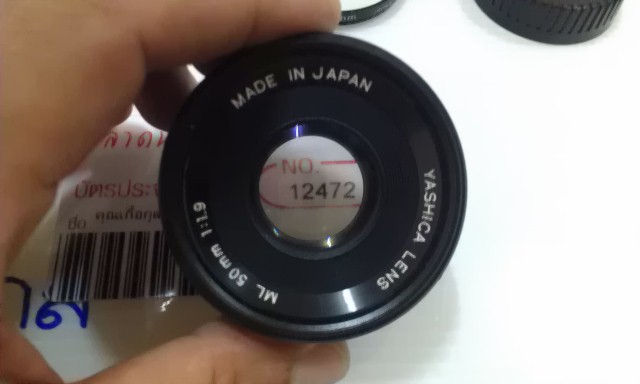 MADE IN JAPAN
YASHICA LENS
ML 50mm 1:1.9
NO.
12472
บัตรประจ
ชื่อ
mm